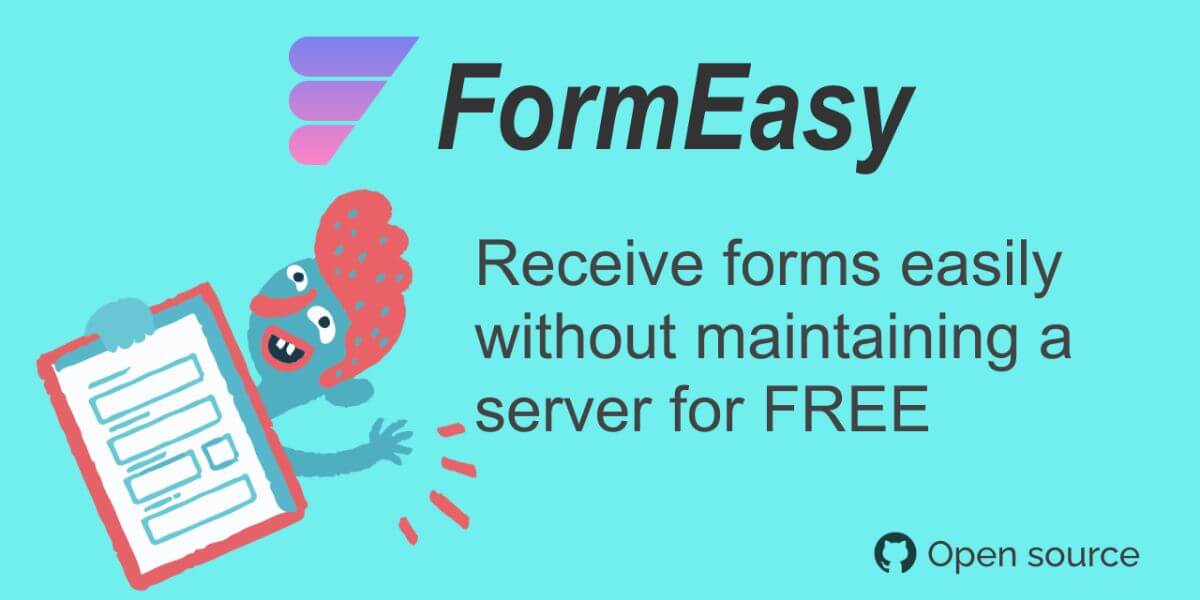 FormEasy
Receive forms easily
without maintaining a
server for FREE
Open source